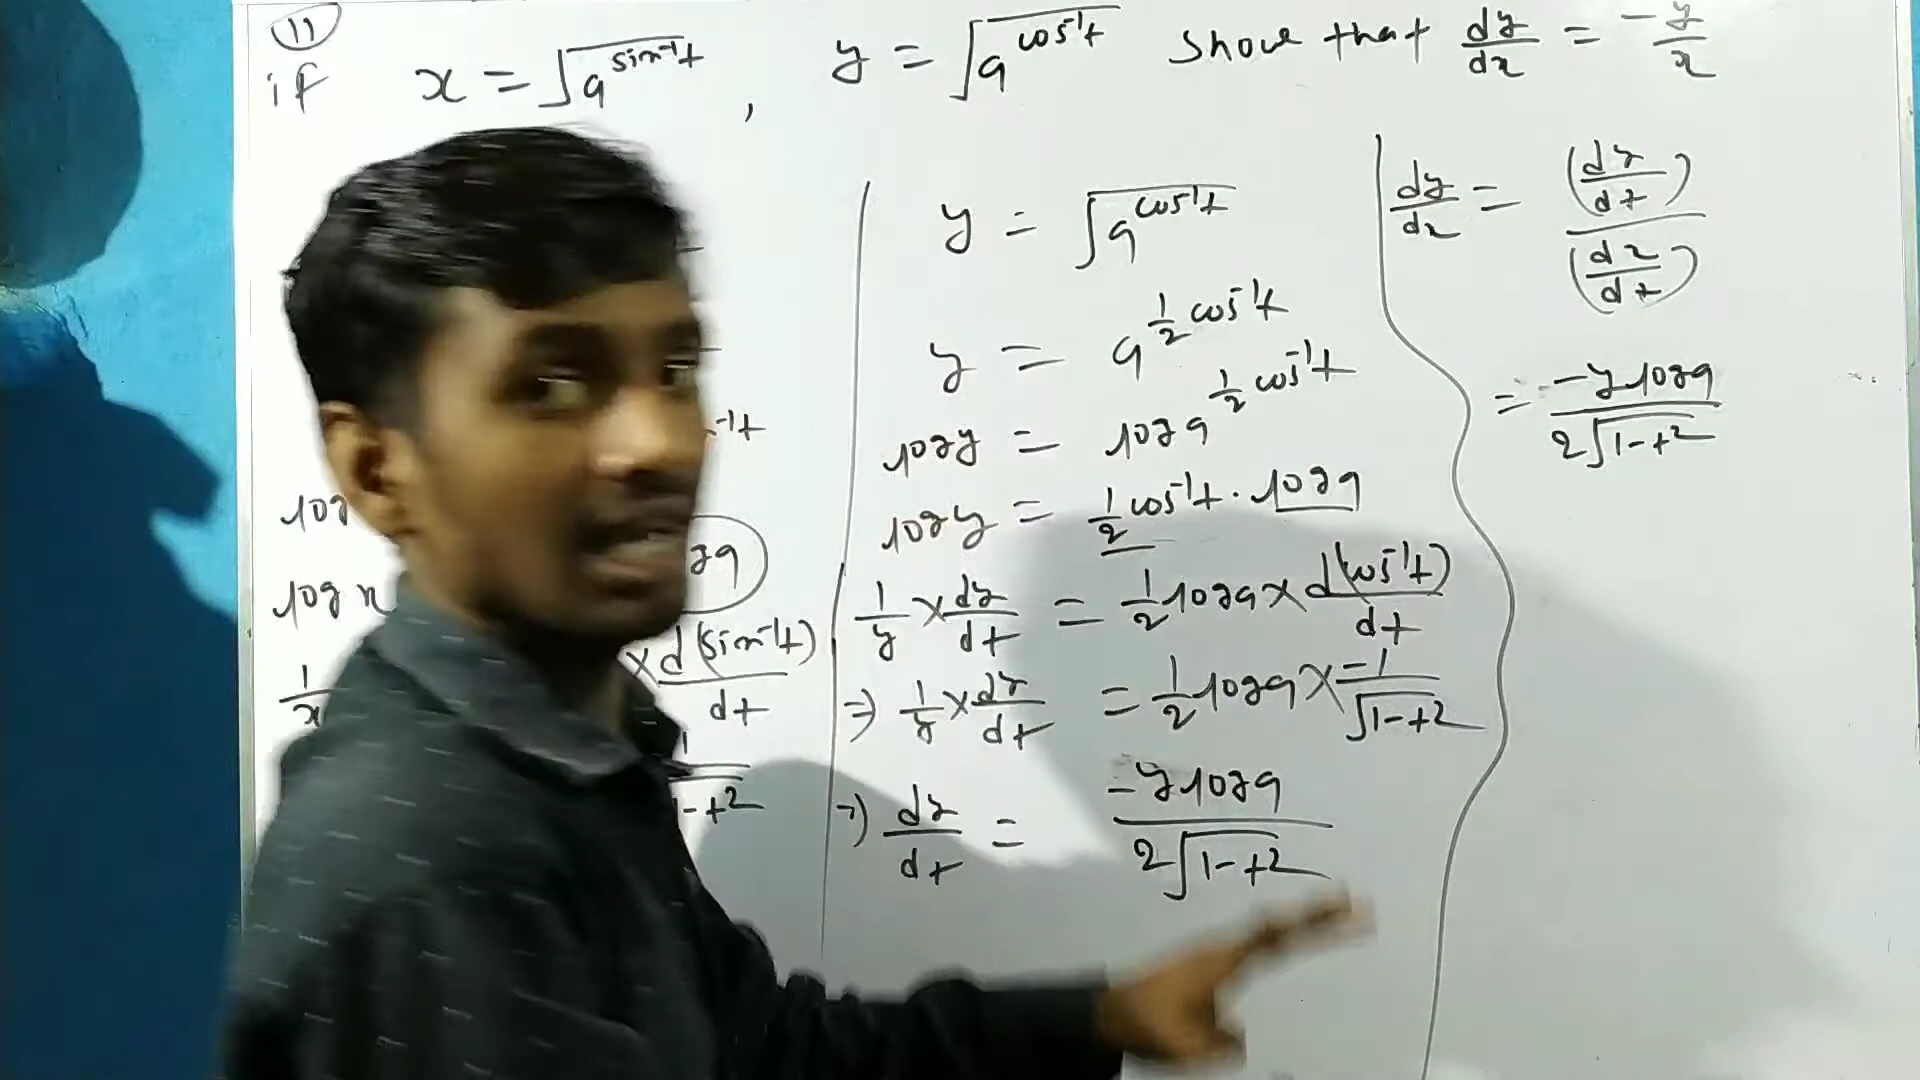 11
if x = √a^sin⁻¹t , y = √a^cos⁻¹t show that dy/dx = -y/x
log
log x
1/x
⁻¹t
× d(sin⁻¹t)/dt
y = √a^cos⁻¹t
y = a^½ cos⁻¹t
log y = log a^½ cos⁻¹t
log y = ½ cos⁻¹t · log a
1/y × dy/dt = ½ log a × d(cos⁻¹t)/dt
⇒ 1/y × dy/dt = ½ log a × -1/√1-t²
⇒ dy/dt = -y log a / 2√1-t²
dy/dx = (dy/dt) / (dx/dt)
= -y log a / 2√1-t²